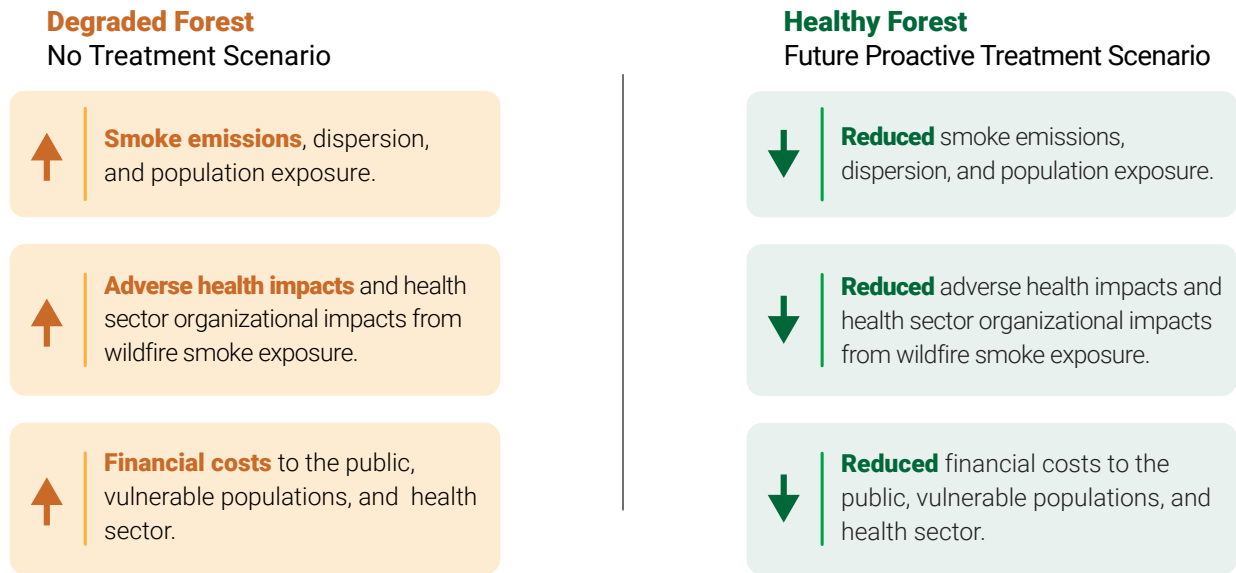 Degraded Forest
No Treatment Scenario
Smoke emissions, dispersion,
and population exposure.
Adverse health impacts and health
sector organizational impacts from
wildfire smoke exposure.
Financial costs to the public,
vulnerable populations, and health
sector.
Healthy Forest
Future Proactive Treatment Scenario
Reduced smoke emissions,
dispersion, and population exposure.
Reduced adverse health impacts and
health sector organizational impacts
from wildfire smoke exposure.
Reduced financial costs to the
public, vulnerable populations, and
health sector.